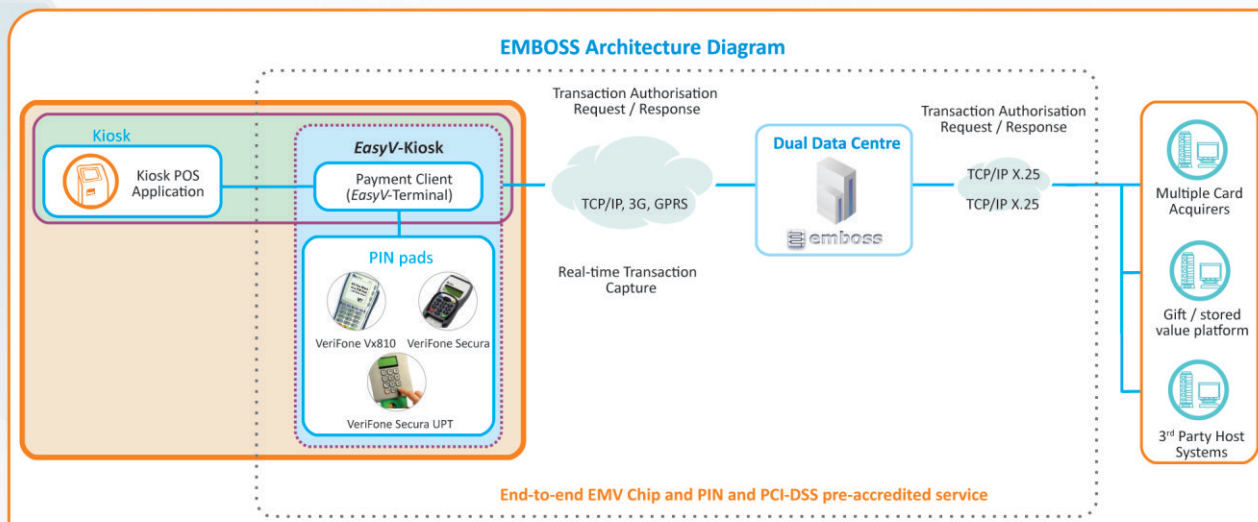 EMBOSS Architecture Diagram
Kiosk
Kiosk POS
Application
EasyV-Kiosk
Payment Client
(EasyV-Terminal)
PIN pads
VeriFone Vx810
VeriFone Secura
VeriFone Secura UPT
Transaction Authorisation
Request / Response
TCP/IP, 3G, GPRS
Real-time Transaction
Capture
Dual Data Centre
emboss
Transaction Authorisation
Request / Response
TCP/IP X.25
TCP/IP X.25
Multiple Card
Acquirers
Gift / stored
value platform
3rd Party Host
Systems
End-to-end EMV Chip and PIN and PCI-DSS pre-accredited service